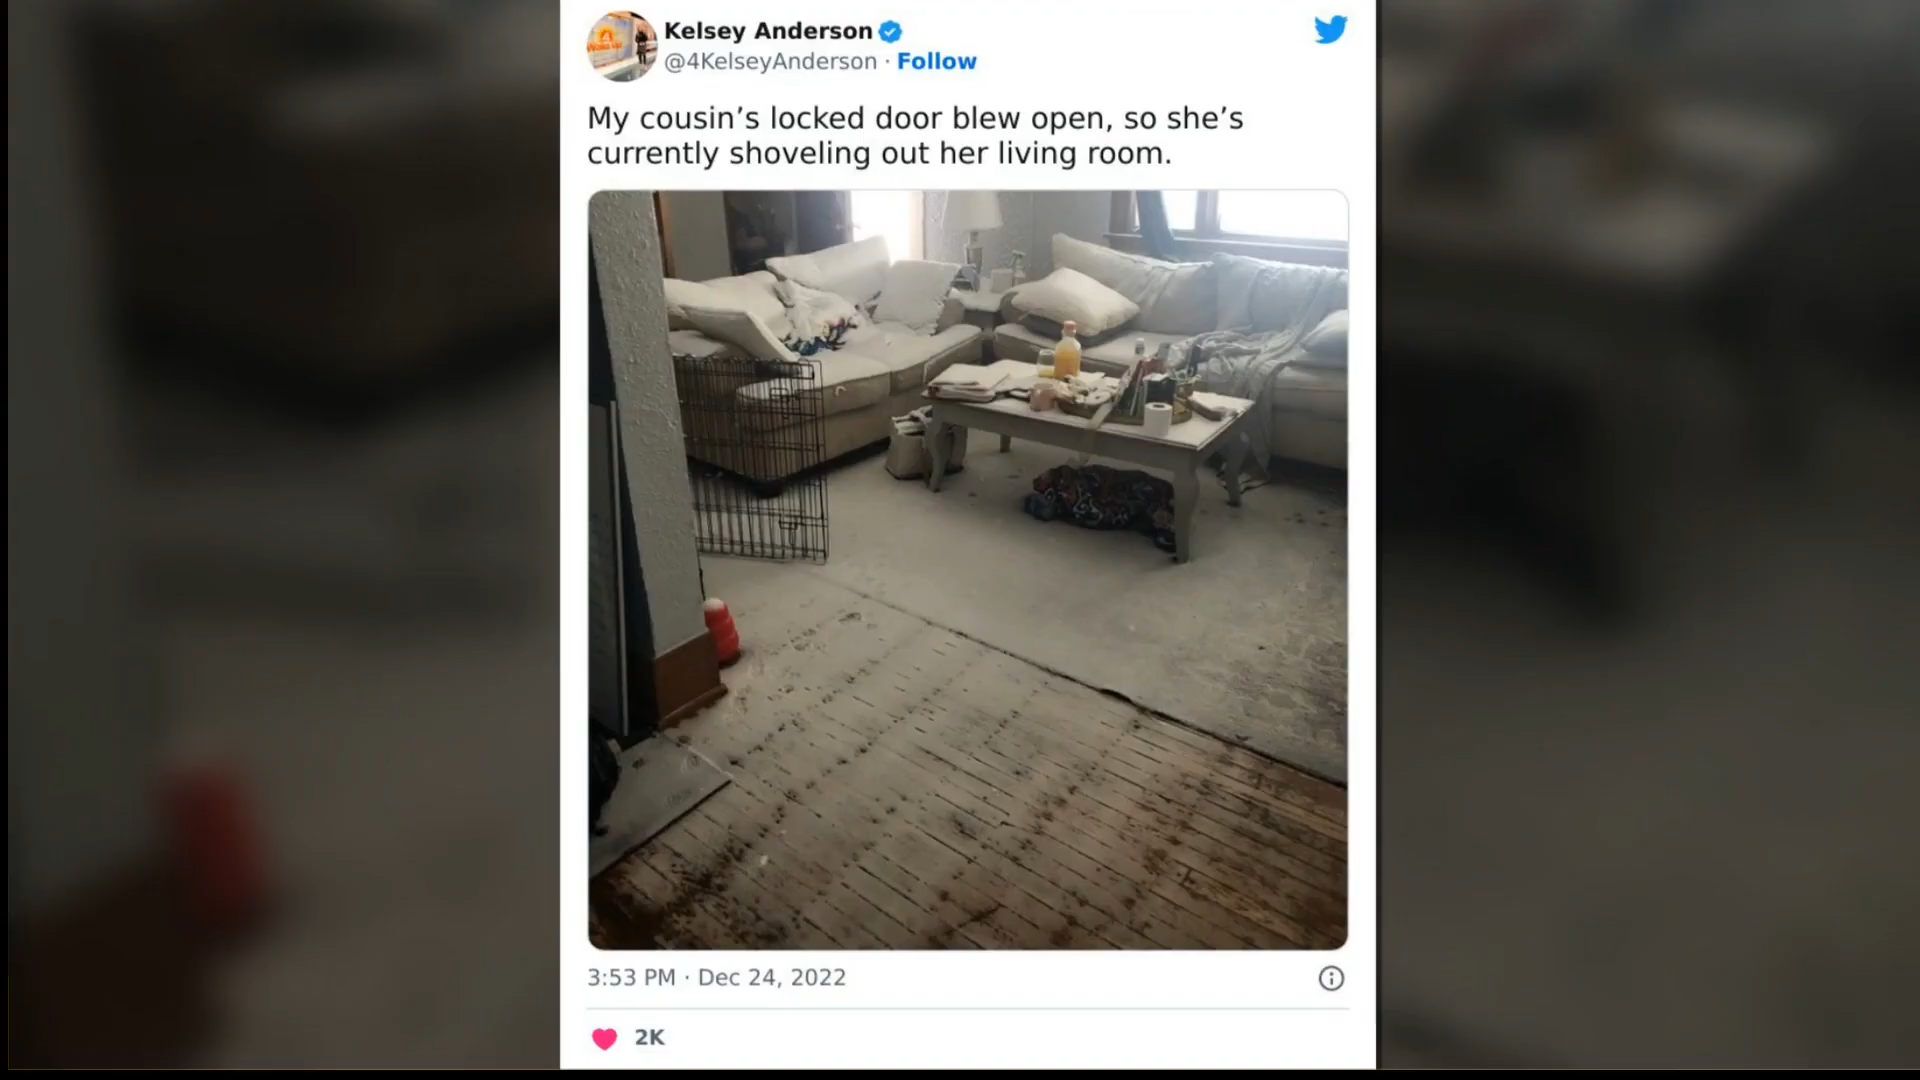 Kelsey Anderson
@4KelseyAnderson · Follow
My cousin’s locked door blew open, so she’s
currently shoveling out her living room.
3:53 PM · Dec 24, 2022
2K